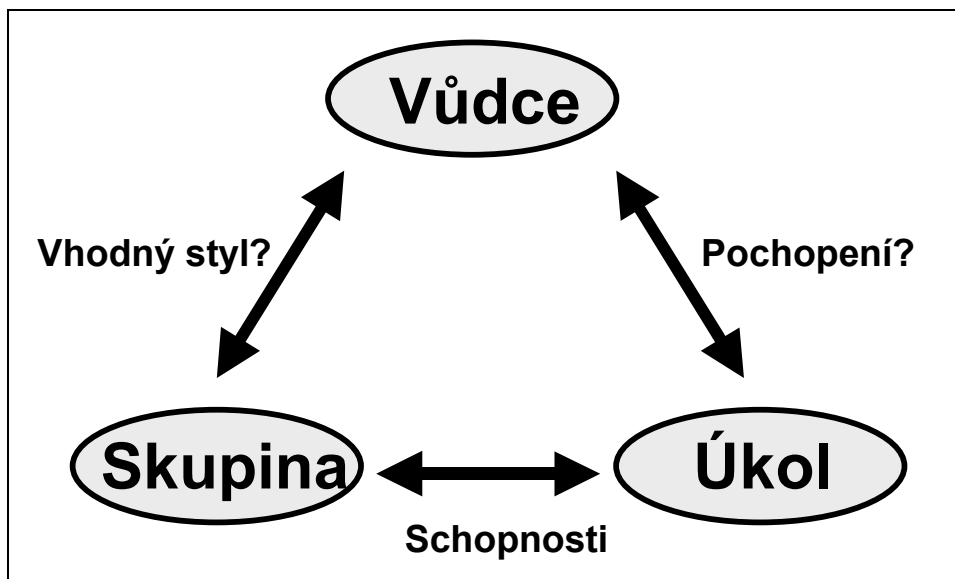 Vůdce
Vhodný styl?
Pochopení?
Skupina
Úkol
Schopnosti